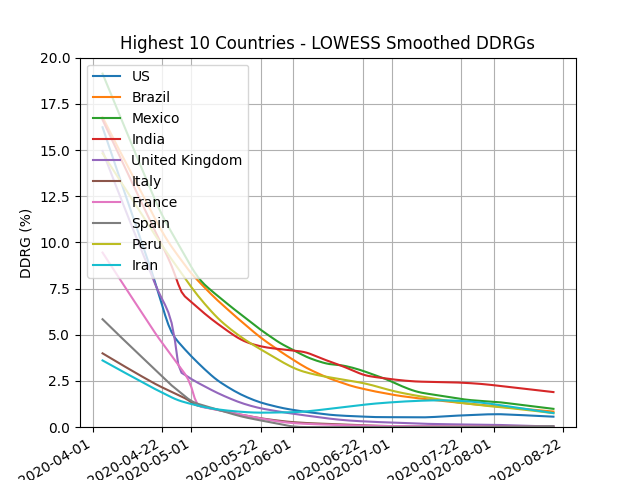 Highest 10 Countries - LOWESS Smoothed DDRGs
DDRG (%)
20.0
17.5
15.0
12.5
10.0
7.5
5.0
2.5
0.0
US
Brazil
Mexico
India
United Kingdom
Italy
France
Spain
Peru
Iran
2020-04-01
2020-04-22
2020-05-01
2020-05-22
2020-06-01
2020-06-22
2020-07-01
2020-07-22
2020-08-01
2020-08-22